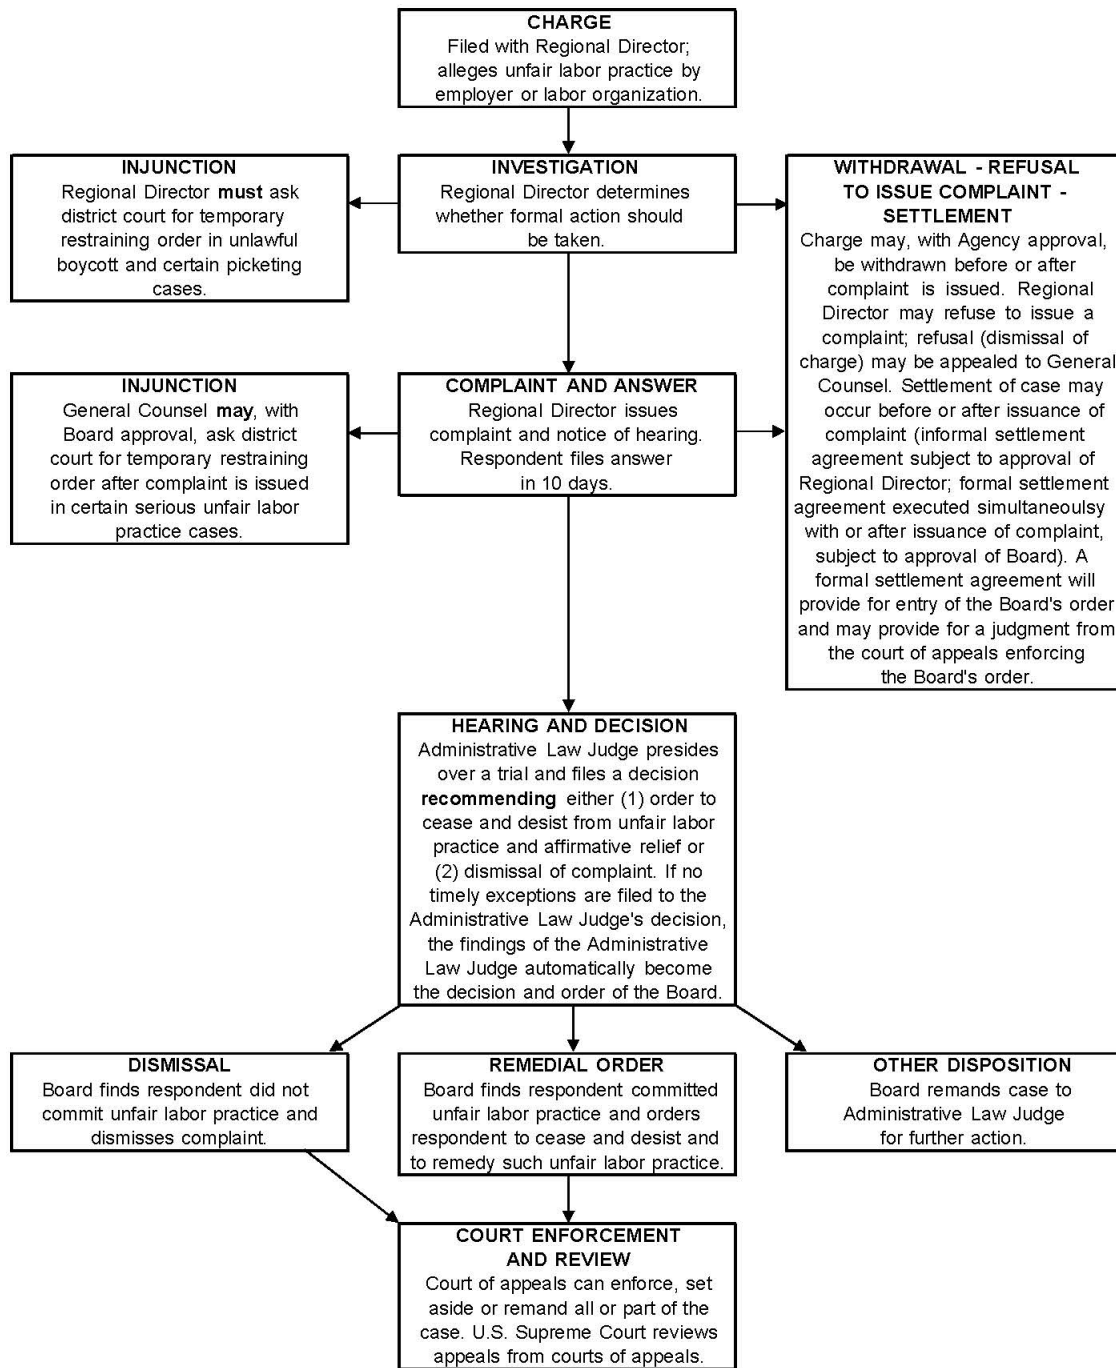 CHARGE
Filed with Regional Director;
alleges unfair labor practice by
employer or labor organization.
INJUNCTION
Regional Director must ask
district court for temporary
restraining order in unlawful
boycott and certain picketing
cases.
INVESTIGATION
Regional Director determines
whether formal action should
be taken.
WITHDRAWAL - REFUSAL
TO ISSUE COMPLAINT -
SETTLEMENT
Charge may, with Agency approval,
be withdrawn before or after
complaint is issued. Regional
Director may refuse to issue a
complaint; refusal (dismissal of
charge) may be appealed to General
Counsel. Settlement of case may
occur before or after issuance of
complaint (informal settlement
agreement subject to approval of
Regional Director; formal settlement
agreement executed simultaneoulsy
with or after issuance of complaint,
subject to approval of Board). A
formal settlement agreement will
provide for entry of the Board's order
and may provide for a judgment from
the court of appeals enforcing
the Board's order.
INJUNCTION
General Counsel may, with
Board approval, ask district
court for temporary restraining
order after complaint is issued
in certain serious unfair labor
practice cases.
COMPLAINT AND ANSWER
Regional Director issues
complaint and notice of hearing.
Respondent files answer
in 10 days.
HEARING AND DECISION
Administrative Law Judge presides
over a trial and files a decision
recommending either (1) order to
cease and desist from unfair labor
practice and affirmative relief or
(2) dismissal of complaint. If no
timely exceptions are filed to the
Administrative Law Judge's decision,
the findings of the Administrative
Law Judge automatically become
the decision and order of the Board.
DISMISSAL
Board finds respondent did not
commit unfair labor practice and
dismisses complaint.
REMEDIAL ORDER
Board finds respondent committed
unfair labor practice and orders
respondent to cease and desist and
to remedy such unfair labor practice.
OTHER DISPOSITION
Board remands case to
Administrative Law Judge
for further action.
COURT ENFORCEMENT
AND REVIEW
Court of appeals can enforce, set
aside or remand all or part of the
case. U.S. Supreme Court reviews
appeals from courts of appeals.